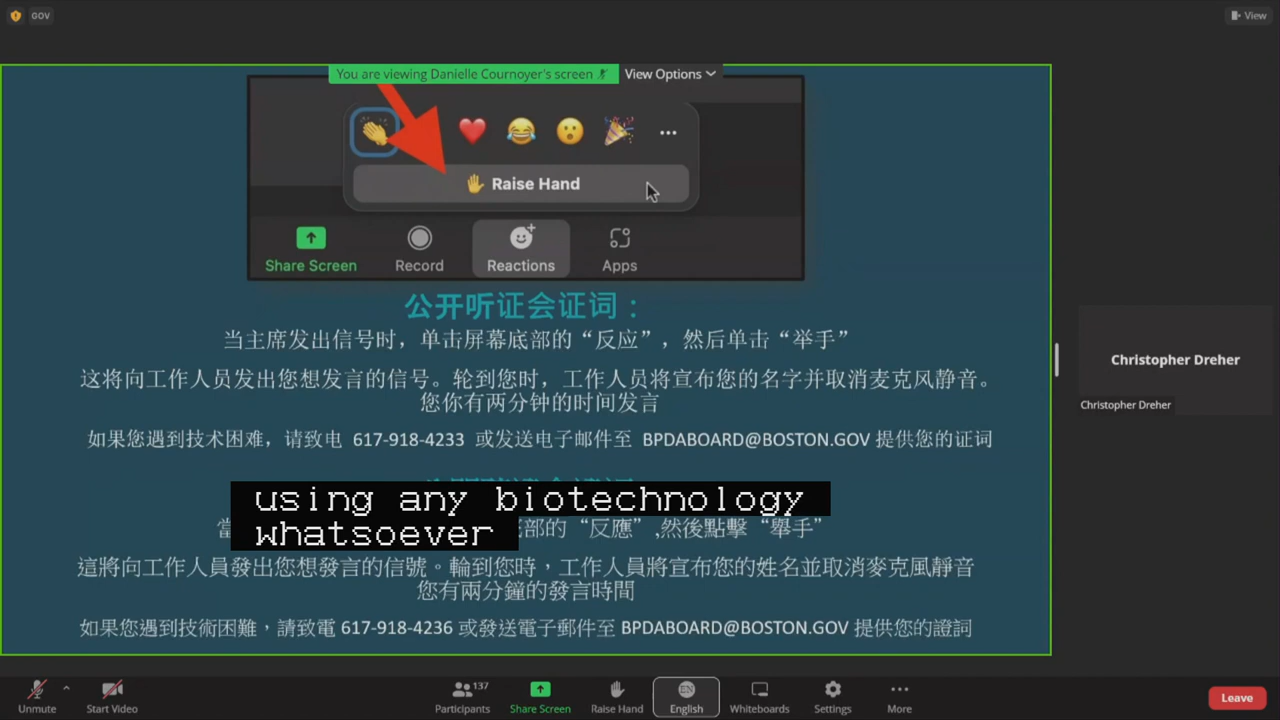 GOV
View
You are viewing Danielle Cournoyer's screen
View Options
Raise Hand
Share Screen
Record
Reactions
Apps
公开听证会证词：
当主席发出信号时, 单击屏幕底部的“反应”, 然后单击“举手”
这将向工作人员发出您想发言的信号。轮到您时, 工作人员将宣布您的名字并取消麦克风静音。
您你有两分钟的时间发言
如果您遇到技术困难, 请致电 617-918-4233 或发送电子邮件至 BPDABOARD@BOSTON.GOV 提供您的证词
using any biotechnology
whatsoever
部的“反應”,然後點擊“舉手”
這將向工作人員發出您想發言的信號。輪到您時，工作人員將宣布您的姓名並取消麥克風靜音
您有兩分鐘的發言時間
如果您遇到技術困難，請致電 617-918-4236 或發送電子郵件至 BPDABOARD@BOSTON.GOV 提供您的證詞
Christopher Dreher
Christopher Dreher
Unmute
Start Video
137
Participants
Share Screen
Raise Hand
EN
English
Whiteboards
Settings
More
Leave